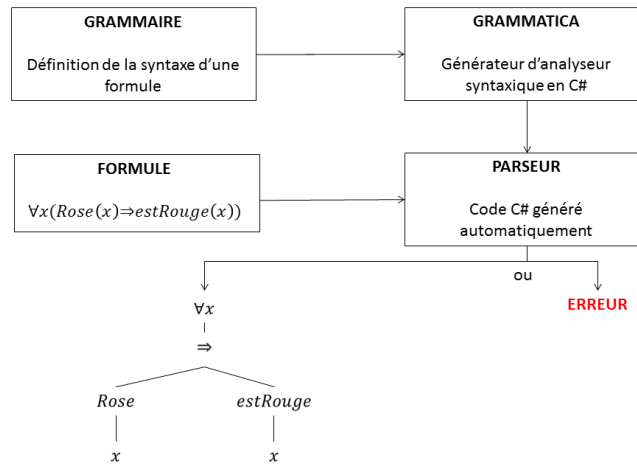 GRAMMAIRE
Définition de la syntaxe d'une
formule
GRAMMATICA
Générateur d'analyseur
syntaxique en C#
FORMULE
∀x(Rose(x)⇒estRouge(x))
PARSEUR
Code C# généré
automatiquement
ou
ERREUR
∀x
⇒
Rose estRouge
x x